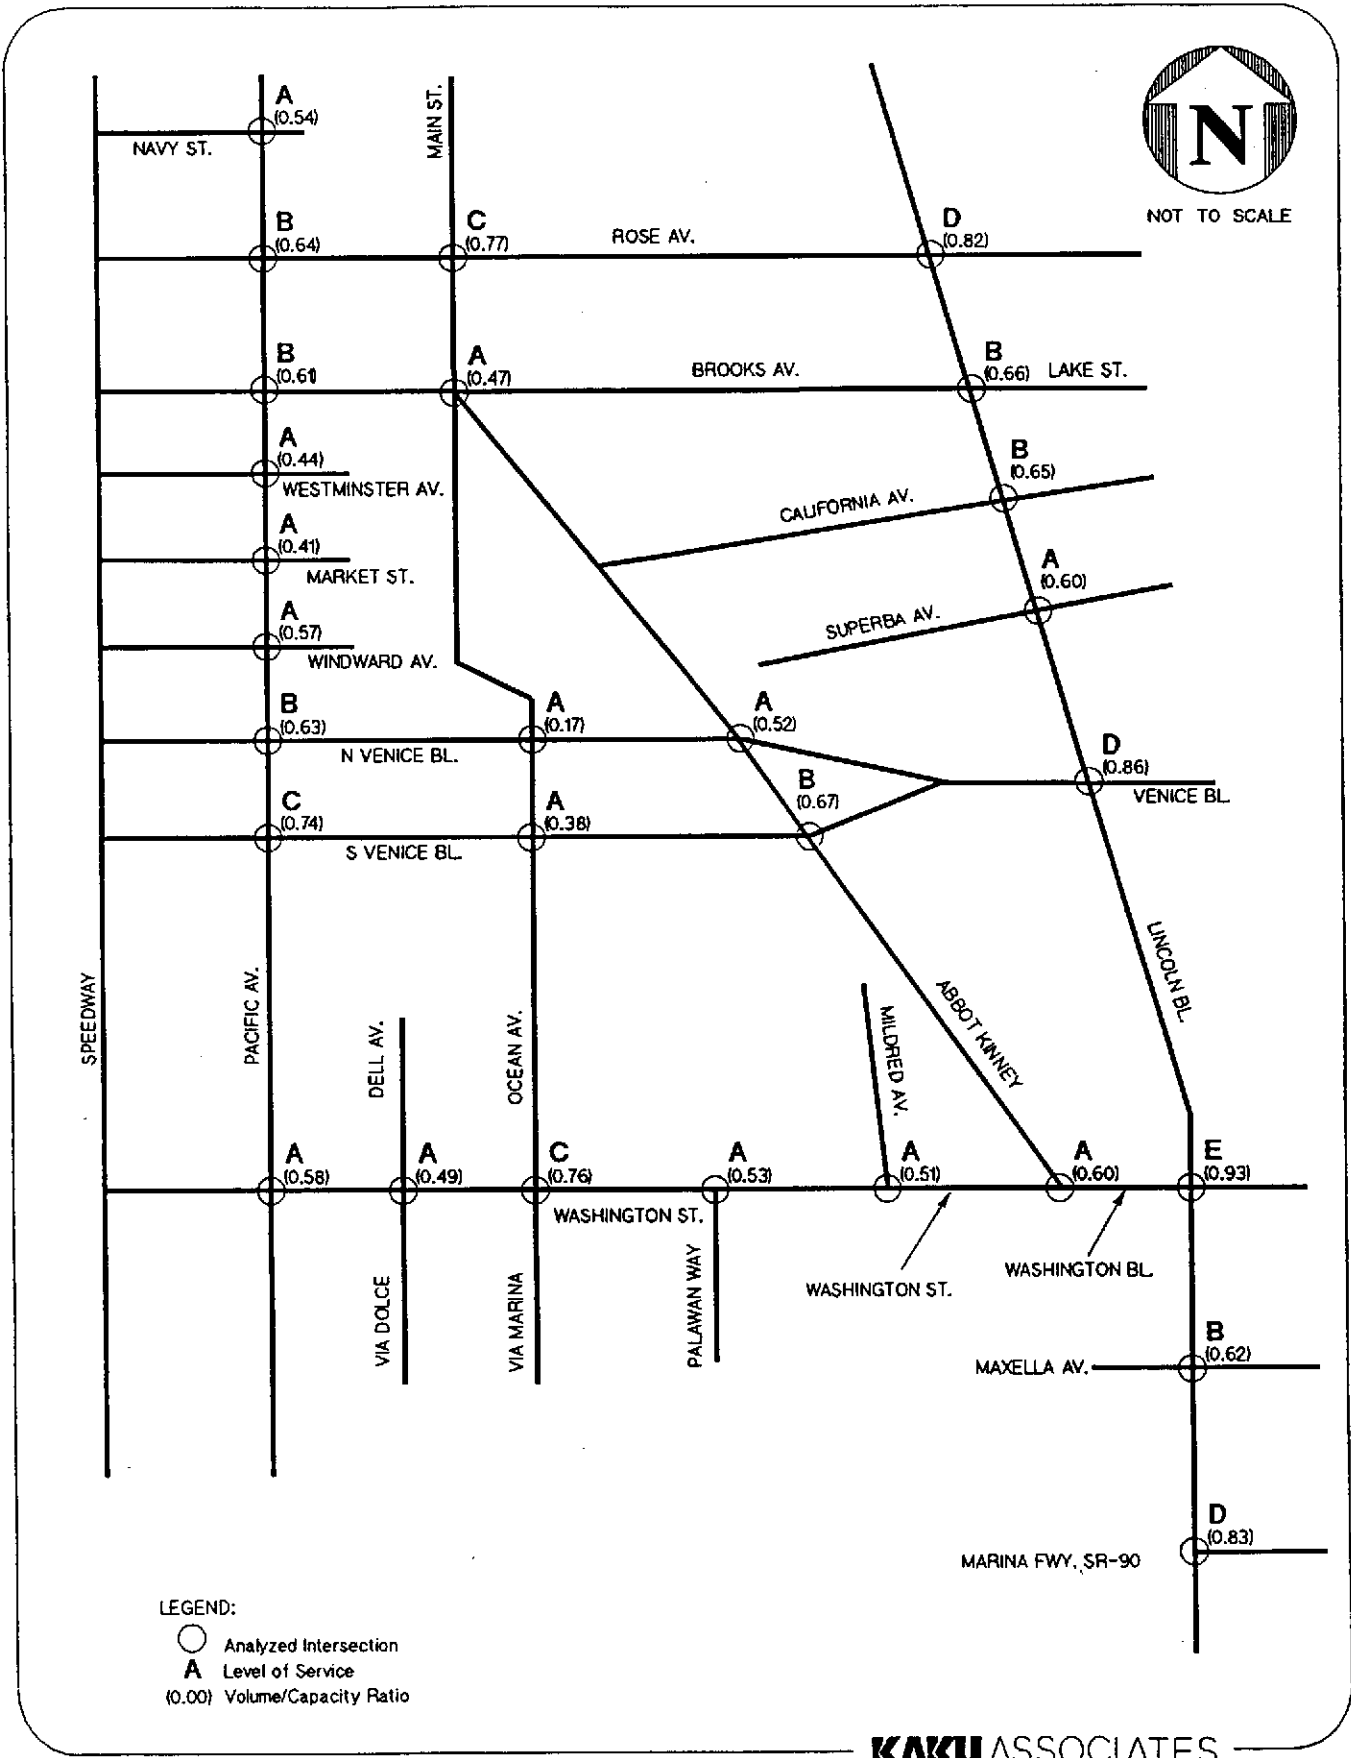 A
(0.54)
NAVY ST.
MAIN ST.
N
NOT TO SCALE
B
(0.64)
C
(0.77)
ROSE AV.
D
(0.82)
B
(0.61)
A
(0.47)
BROOKS AV.
B
(0.66)
LAKE ST.
A
(0.44)
WESTMINSTER AV.
B
(0.65)
CALIFORNIA AV.
A
(0.41)
MARKET ST.
A
(0.60)
SUPERBA AV.
A
(0.57)
WINDWARD AV.
B
(0.63)
N VENICE BL.
A
(0.17)
A
(0.52)
D
(0.86)
VENICE BL.
C
(0.74)
S VENICE BL.
A
(0.38)
B
(0.67)
SPEEDWAY
PACIFIC AV.
DELL AV.
OCEAN AV.
MILDRED AV.
ABBOT KINNEY
LINCOLN BL.
A
(0.58)
A
(0.49)
C
(0.76)
A
(0.53)
A
(0.51)
A
(0.60)
E
(0.93)
WASHINGTON ST.
WASHINGTON ST.
WASHINGTON BL.
VIA DOLCE
VIA MARINA
PALAWAN WAY
B
(0.62)
MAXELLA AV.
D
(0.83)
MARINA FWY, SR-90
LEGEND:
Analyzed Intersection
A Level of Service
(0.00) Volume/Capacity Ratio
KAKU ASSOCIATES